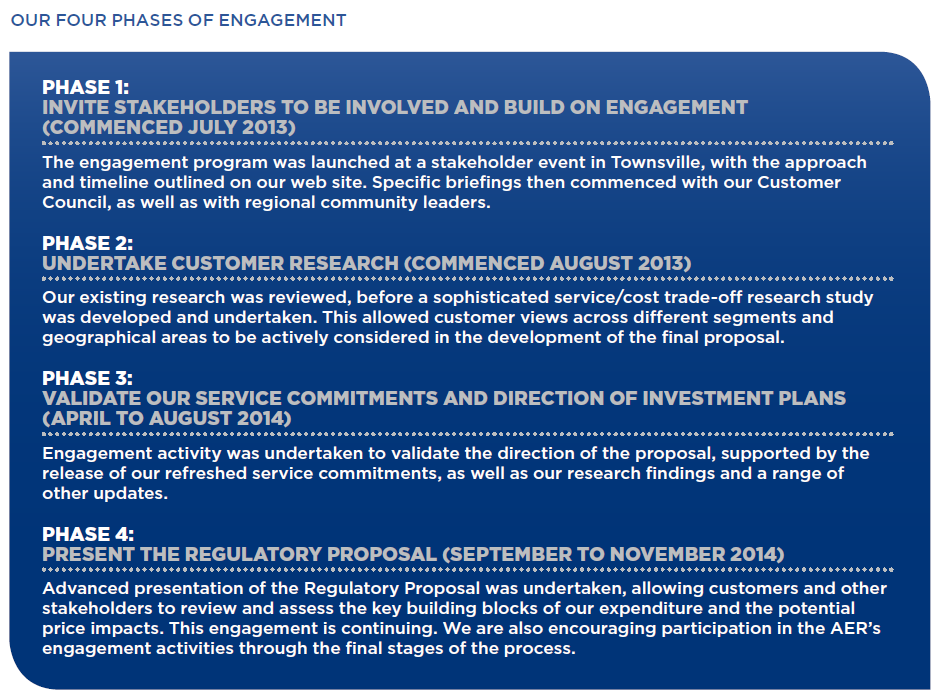 OUR FOUR PHASES OF ENGAGEMENT
PHASE 1:
INVITE STAKEHOLDERS TO BE INVOLVED AND BUILD ON ENGAGEMENT
(COMMENCED JULY 2013)
The engagement program was launched at a stakeholder event in Townsville, with the approach
and timeline outlined on our web site. Specific briefings then commenced with our Customer
Council, as well as with regional community leaders.
PHASE 2:
UNDERTAKE CUSTOMER RESEARCH (COMMENCED AUGUST 2013)
Our existing research was reviewed, before a sophisticated service/cost trade-off research study
was developed and undertaken. This allowed customer views across different segments and
geographical areas to be actively considered in the development of the final proposal.
PHASE 3:
VALIDATE OUR SERVICE COMMITMENTS AND DIRECTION OF INVESTMENT PLANS
(APRIL TO AUGUST 2014)
Engagement activity was undertaken to validate the direction of the proposal, supported by the
release of our refreshed service commitments, as well as our research findings and a range of
other updates.
PHASE 4:
PRESENT THE REGULATORY PROPOSAL (SEPTEMBER TO NOVEMBER 2014)
Advanced presentation of the Regulatory Proposal was undertaken, allowing customers and other
stakeholders to review and assess the key building blocks of our expenditure and the potential
price impacts. This engagement is continuing. We are also encouraging participation in the AER's
engagement activities through the final stages of the process.